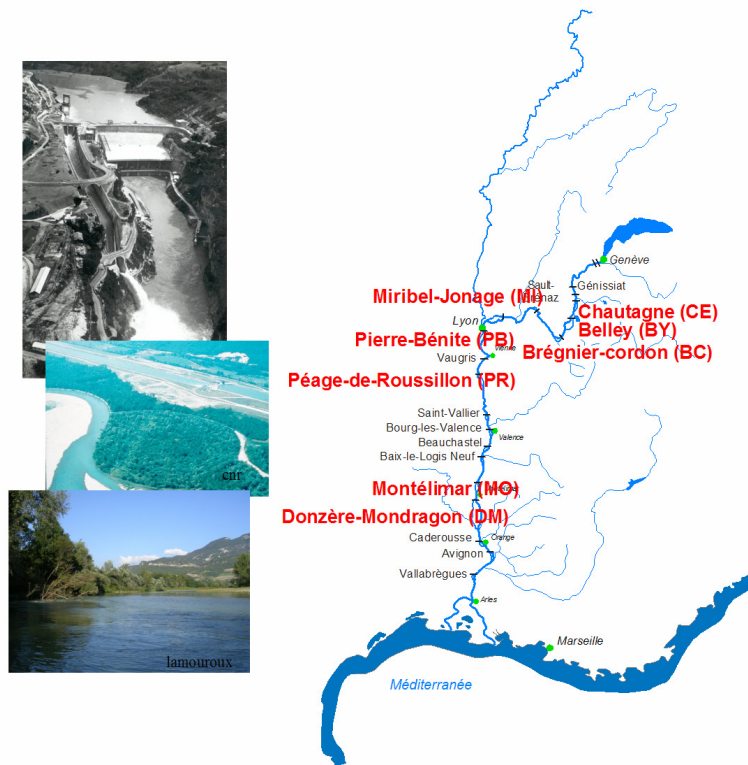 Genève
Sault-
Brenaz
Génissiat
Miribel-Jonage (MI)
Chautagne (CE)
Lyon
Belley (BY)
Pierre-Bénite (PB)
Brégnier-cordon (BC)
Vienne
Vaugris
Péage-de-Roussillon (PR)
Saint-Vallier
Bourg-les-Valence
Valence
Beauchastel
Baix-le-Logis Neuf
cnr
Montélimar (MO)
Donzère-Mondragon (DM)
Caderousse
Orange
Avignon
Vallabrègues
Arles
Marseille
lamouroux
Méditerranée